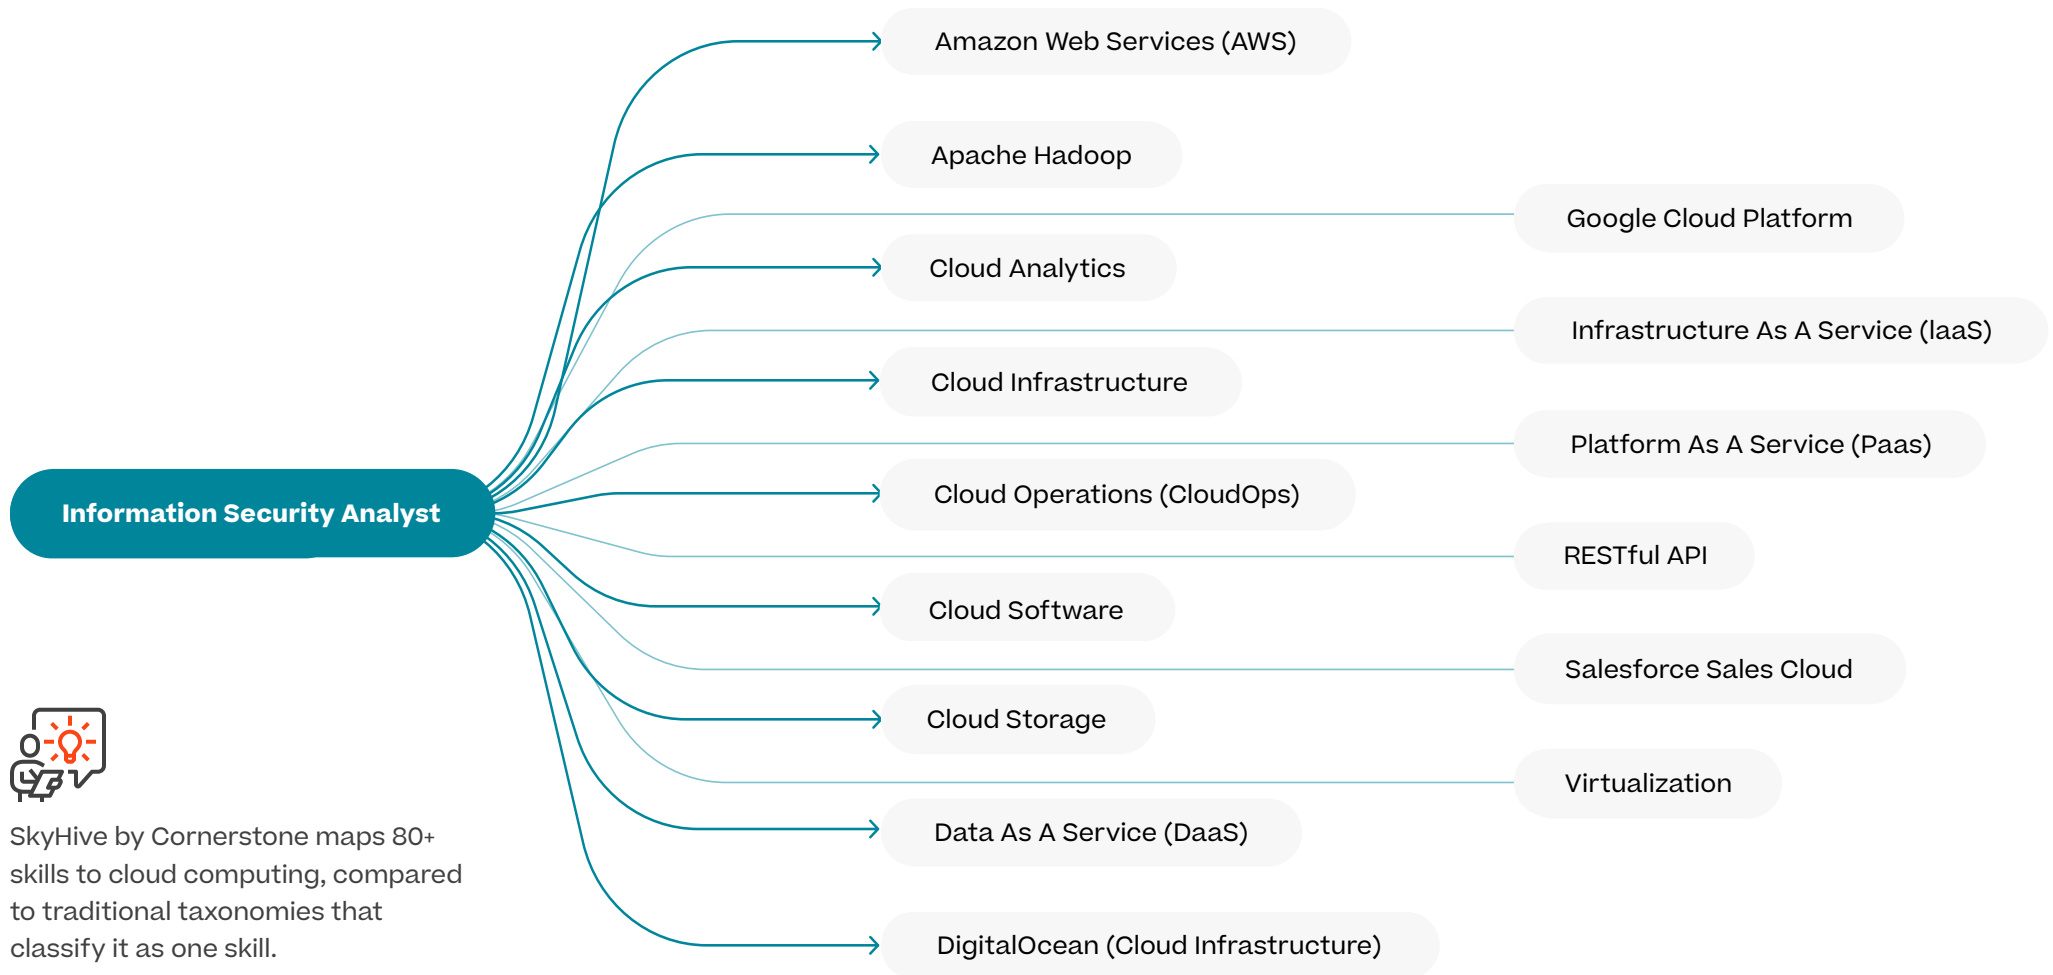 Amazon Web Services (AWS)
Apache Hadoop
Google Cloud Platform
Cloud Analytics
Infrastructure As A Service (IaaS)
Cloud Infrastructure
Platform As A Service (Paas)
Cloud Operations (CloudOps)
Information Security Analyst
RESTful API
Cloud Software
Salesforce Sales Cloud
Cloud Storage
Virtualization
Data As A Service (DaaS)
DigitalOcean (Cloud Infrastructure)
SkyHive by Cornerstone maps 80+
skills to cloud computing, compared
to traditional taxonomies that
classify it as one skill.